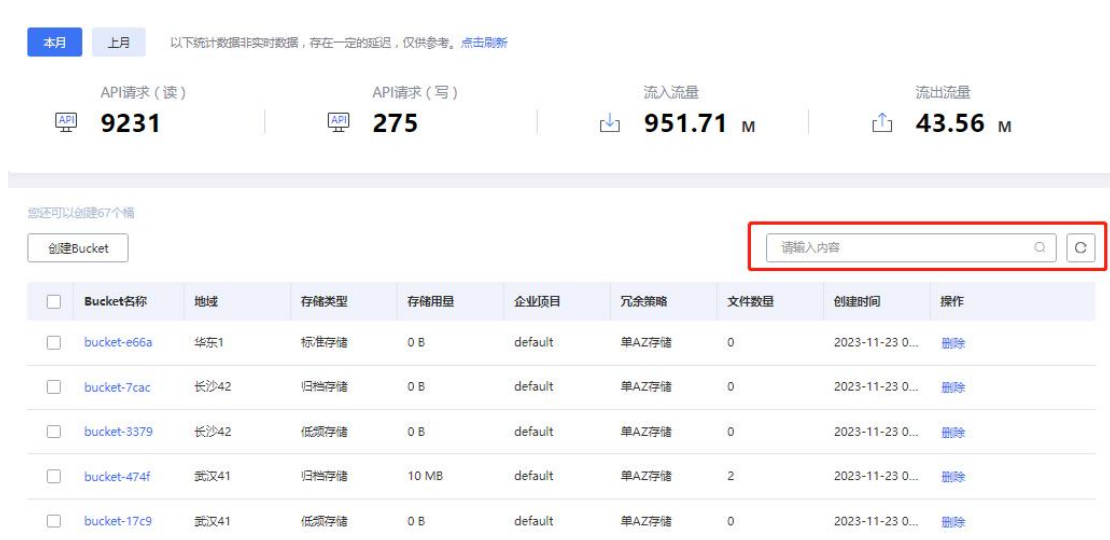 本月 上月 以下统计数据非实时数据，存在一定的延迟，仅供参考。点击刷新
API请求（读） API请求（写） 流入流量 流出流量
API 9231 API 275 951.71 M 43.56 M
您还可以创建67个桶
创建Bucket 请输入内容
Bucket名称 地域 存储类型 存储用量 企业项目 冗余策略 文件数量 创建时间 操作
bucket-e66a 华东1 标准存储 0 B default 单AZ存储 0 2023-11-23 0... 删除
bucket-7cac 长沙42 归档存储 0 B default 单AZ存储 0 2023-11-23 0... 删除
bucket-3379 长沙42 低频存储 0 B default 单AZ存储 0 2023-11-23 0... 删除
bucket-474f 武汉41 归档存储 10 MB default 单AZ存储 2 2023-11-23 0... 删除
bucket-17c9 武汉41 低频存储 0 B default 单AZ存储 0 2023-11-23 0... 删除